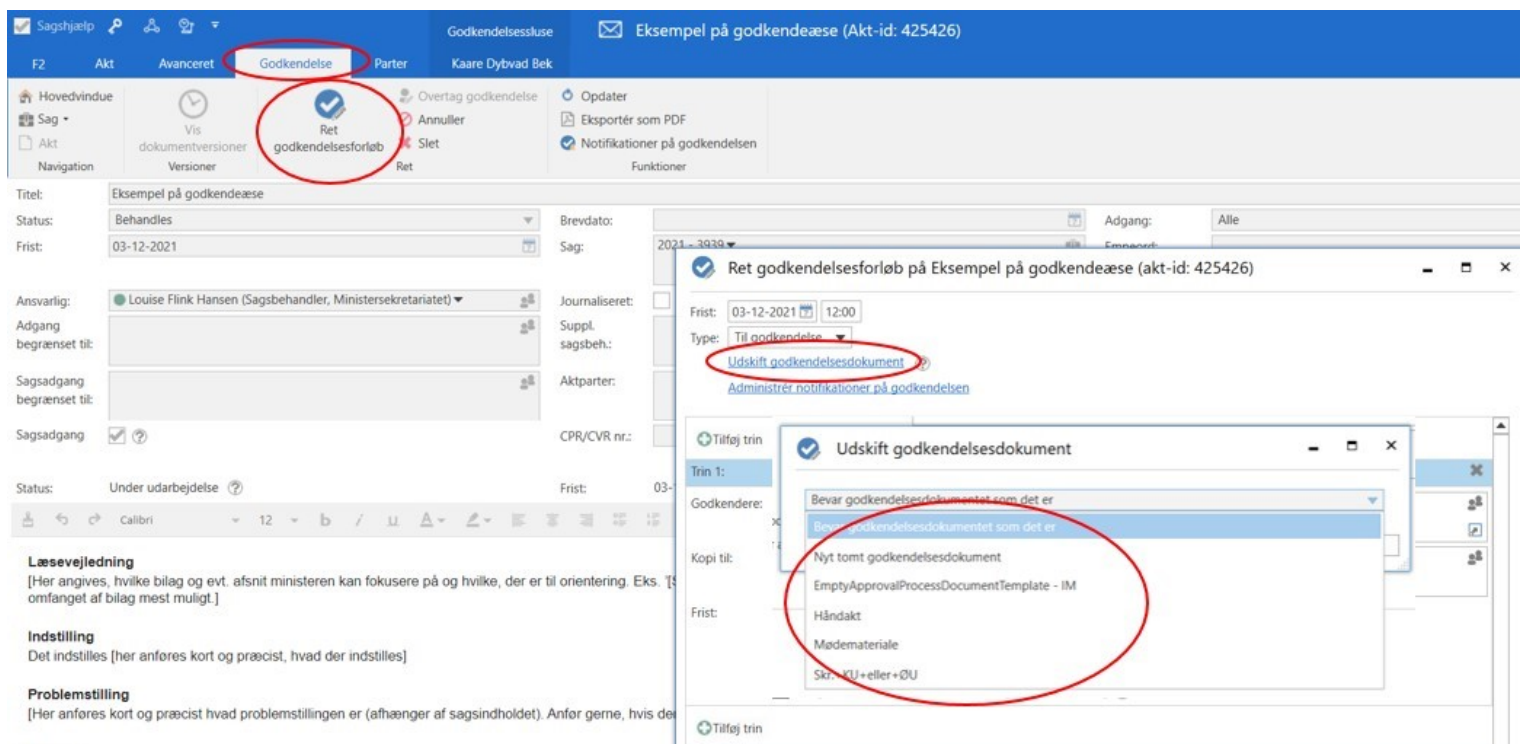 Sagshjælp
Godkendelsessluse
Eksempel på godkendeæse (Akt-id: 425426)
F2 Akt Avanceret Godkendelse Parter Kaare Dybvad Bek
Hovedvindue
Sag
Akt
Navigation
Vis
dokumentversioner
Versioner
Ret
godkendelsesforløb
Overtag godkendelse
Annuller
Slet
Ret
Opdater
Eksportér som PDF
Notifikationer på godkendelsen
Funktioner
Titel: Eksempel på godkendeæse
Status: Behandles Brevdato: Adgang: Alle
Frist: 03-12-2021 Sag: 2021 - 3939 Emneord:
Ansvarlig: Louise Flink Hansen (Sagsbehandler, Ministersekretariatet) Journaliseret:
Adgang
begrænset til:
Suppl.
sagsbeh.:
Sagsadgang
begrænset til:
Aktparter:
Sagsadgang CPR/CVR nr.:
Status: Under udarbejdelse Frist: 03-
Calibri 12 b / u A
Læsevejledning
[Her angives, hvilke bilag og evt. afsnit ministeren kan fokusere på og hvilke, der er til orientering. Eks. '[S
omfanget af bilag mest muligt.]
Indstilling
Det indstilles [her anføres kort og præcist, hvad der indstilles]
Problemstilling
[Her anføres kort og præcist hvad problemstillingen er (afhænger af sagsindholdet). Anfør gerne, hvis der
Ret godkendelsesforløb på Eksempel på godkendeæse (akt-id: 425426)
Frist: 03-12-2021 12:00
Type: Til godkendelse
Udskift godkendelsesdokument
Administrér notifikationer på godkendelsen
Tilføj trin
Trin 1:
Godkendere:
Kopi til:
Frist:
Tilføj trin
Udskift godkendelsesdokument
Bevar godkendelsesdokumentet som det er
Bevar godkendelsesdokumentet som det er
Nyt tomt godkendelsesdokument
EmptyApprovalProcessDocumentTemplate - IM
Håndakt
Mødemateriale
Skr.+KU+eller+ØU